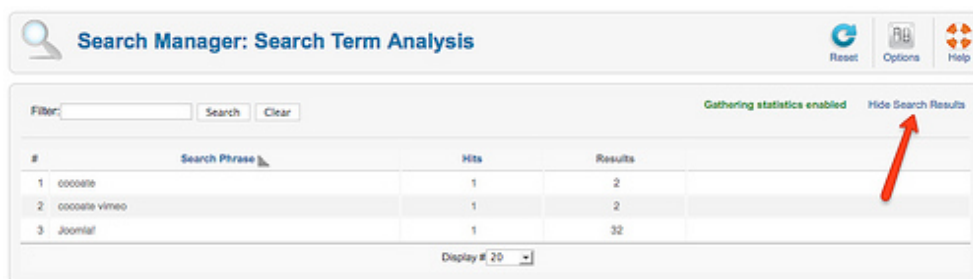 Search Manager: Search Term Analysis
Reset Options Help
Filter: Search Clear Gathering statistics enabled Hide Search Results
# Search Phrase Hits Results
1 cocoate 1 2
2 cocoate vimeo 1 2
3 Joomla! 1 32
Display # 20